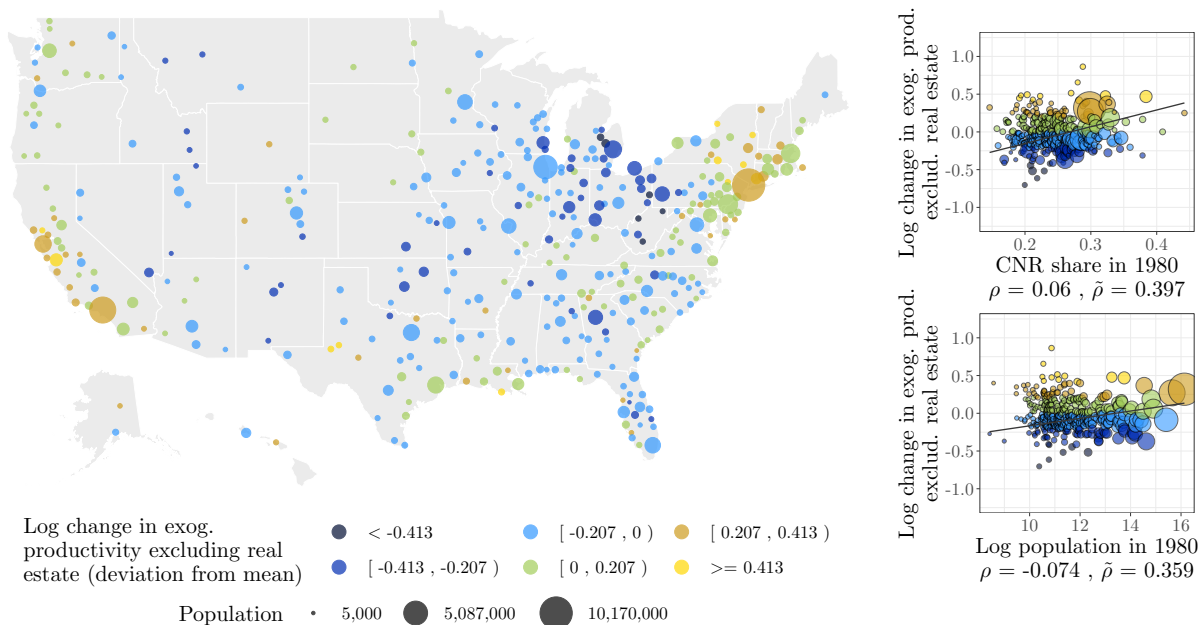 Log change in exog. prod.
exclud. real estate
1.0
0.5
0.0
-0.5
-1.0
0.2 0.3 0.4
CNR share in 1980
ρ = 0.06 , ρ̃ = 0.397
Log change in exog. prod.
exclud. real estate
1.0
0.5
0.0
-0.5
-1.0
10 12 14 16
Log population in 1980
ρ = -0.074 , ρ̃ = 0.359
Log change in exog.
productivity excluding real
estate (deviation from mean)
< -0.413
[ -0.413 , -0.207 )
[ -0.207 , 0 )
[ 0 , 0.207 )
[ 0.207 , 0.413 )
>= 0.413
Population 5,000 5,087,000 10,170,000